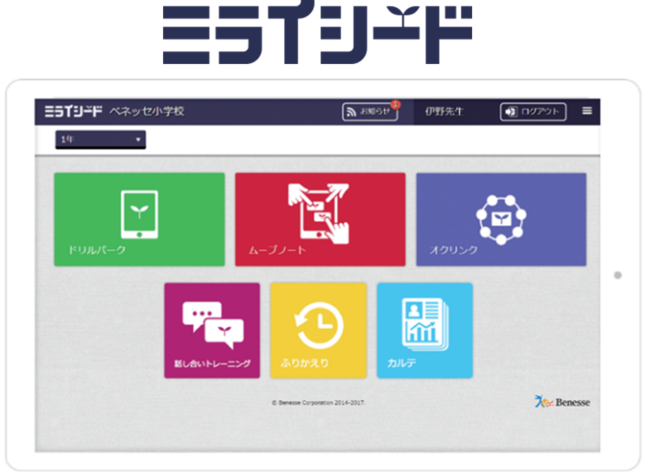 ミライシード
ミライシード ベネッセ小学校 お知らせ 伊野先生 ログアウト
1年
ドリルパーク ムーブノート オクリンク
話し合いトレーニング ふりかえり カルテ
© Benesse Corporation 2014-2017. Benesse